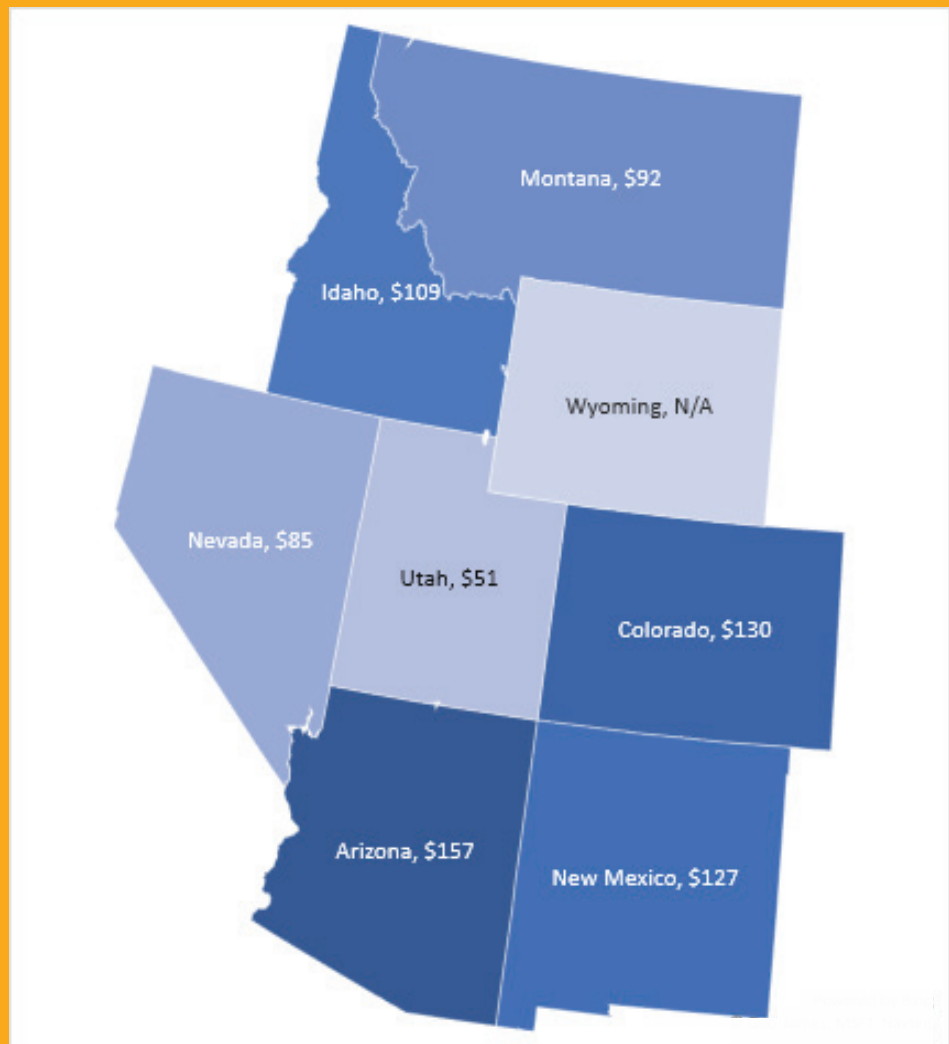 Montana, $92
Idaho, $109
Wyoming, N/A
Nevada, $85
Utah, $51
Colorado, $130
Arizona, $157
New Mexico, $127